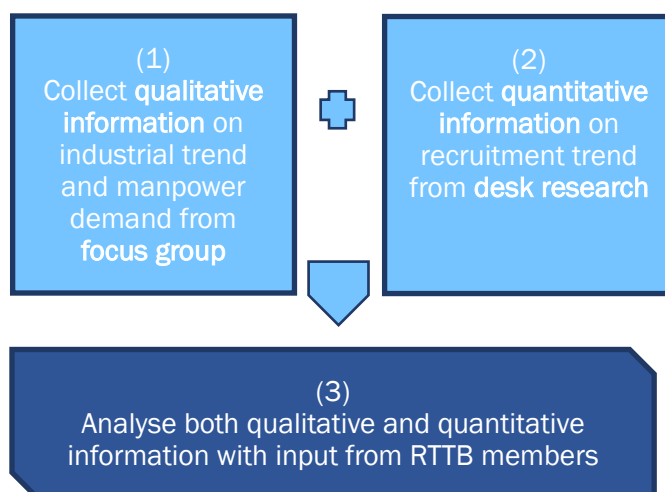 (1)
Collect qualitative
information on
industrial trend
and manpower
demand from
focus group
(2)
Collect quantitative
information on
recruitment trend
from desk research
(3)
Analyse both qualitative and quantitative
information with input from RTTB members